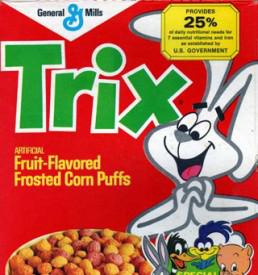 General Mills
PROVIDES
25%
of daily nutritional needs for
7 essential vitamins and iron
as established by
U.S. GOVERNMENT
Trix
ARTIFICIAL
Fruit-Flavored
Frosted Corn Puffs
SPECIAL